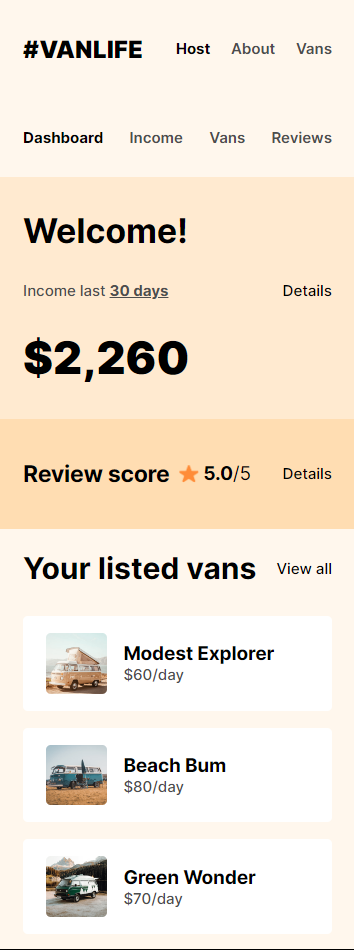 #VANLIFE Host About Vans
Dashboard Income Vans Reviews
Welcome!
Income last 30 days Details
$2,260
Review score 5.0/5 Details
Your listed vans View all
Modest Explorer
$60/day
Beach Bum
$80/day
Green Wonder
$70/day